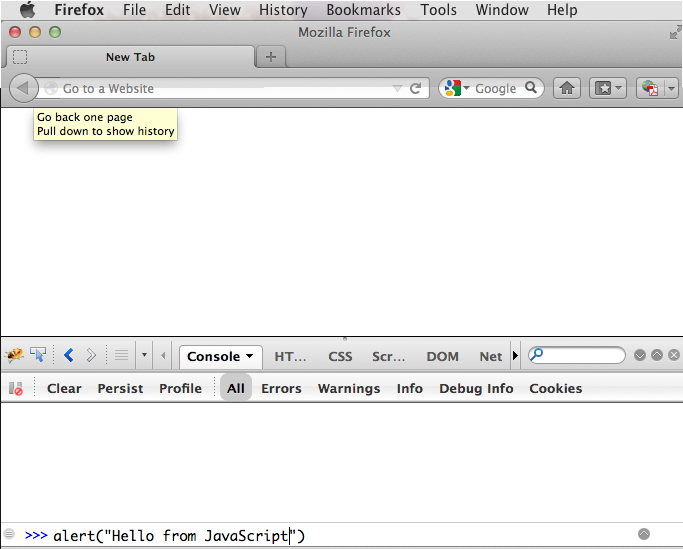 Firefox File Edit View History Bookmarks Tools Window Help
Mozilla Firefox
New Tab
Go to a Website Google
Go back one page
Pull down to show history
Console HT... CSS Scr... DOM Net
Clear Persist Profile All Errors Warnings Info Debug Info Cookies
>>> alert("Hello from JavaScript")